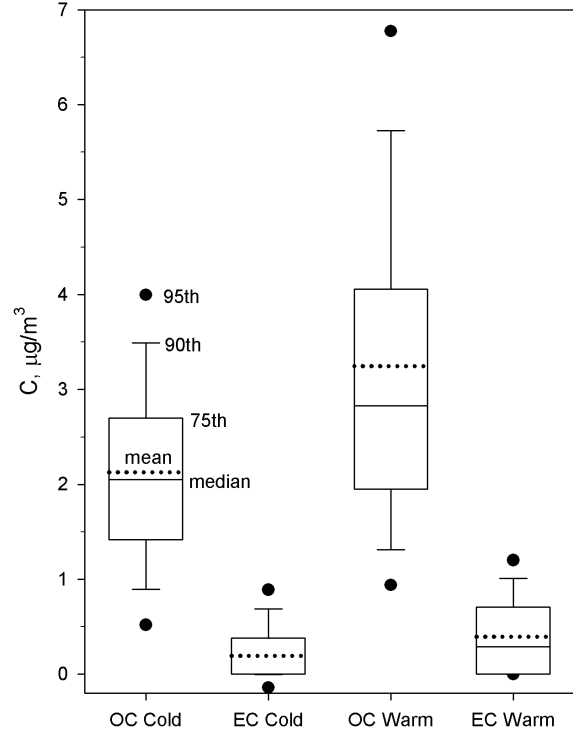 7
6
5
4
3
2
1
0
C, μg/m³
95th
90th
75th
mean
median
OC Cold EC Cold OC Warm EC Warm